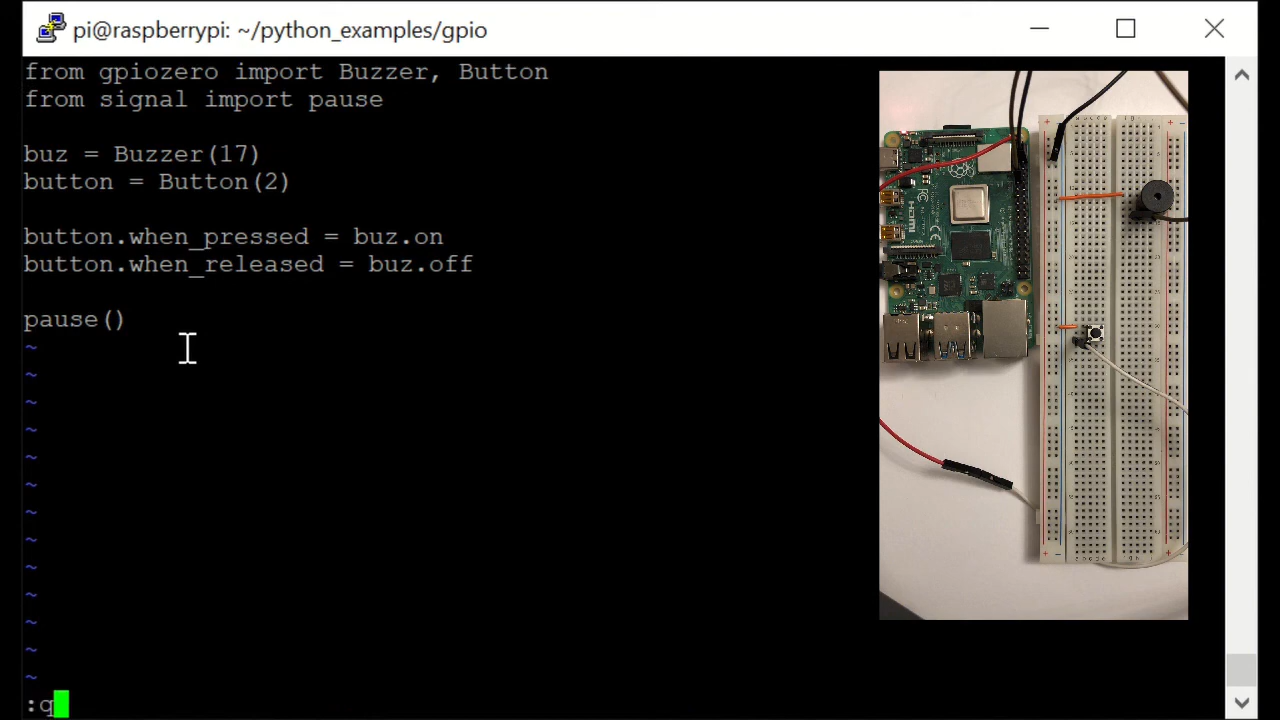 pi@raspberrypi: ~/python_examples/gpio
from gpiozero import Buzzer, Button
from signal import pause
buz = Buzzer(17)
button = Button(2)
button.when_pressed = buz.on
button.when_released = buz.off
pause()
~
~
~
~
~
~
~
~
~
~
~
~
~
:q
HDMI